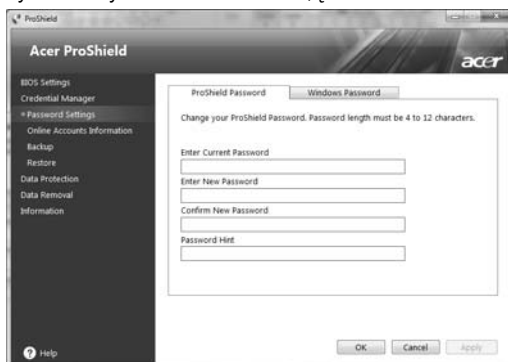 ProShield
Acer ProShield
acer
BIOS Settings
Credential Manager
Password Settings
Online Accounts Information
Backup
Restore
Data Protection
Data Removal
Information
Help
ProShield Password
Windows Password
Change your ProShield Password. Password length must be 4 to 12 characters.
Enter Current Password
Enter New Password
Confirm New Password
Password Hint
OK
Cancel
Apply